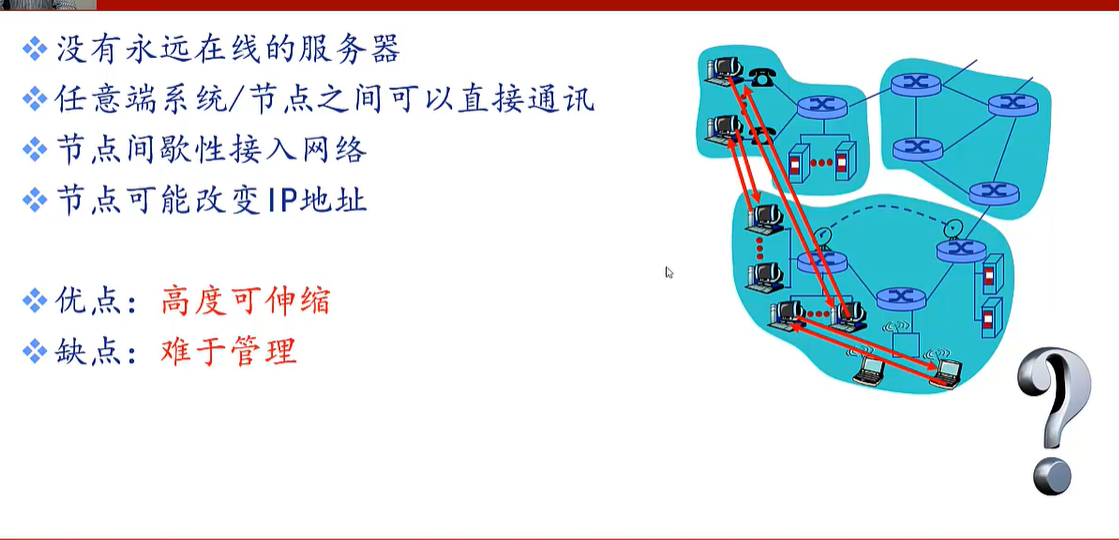 没有永远在线的服务器
任意端系统/节点之间可以直接通讯
节点间歇性接入网络
节点可能改变IP地址
优点：高度可伸缩
缺点：难于管理
?